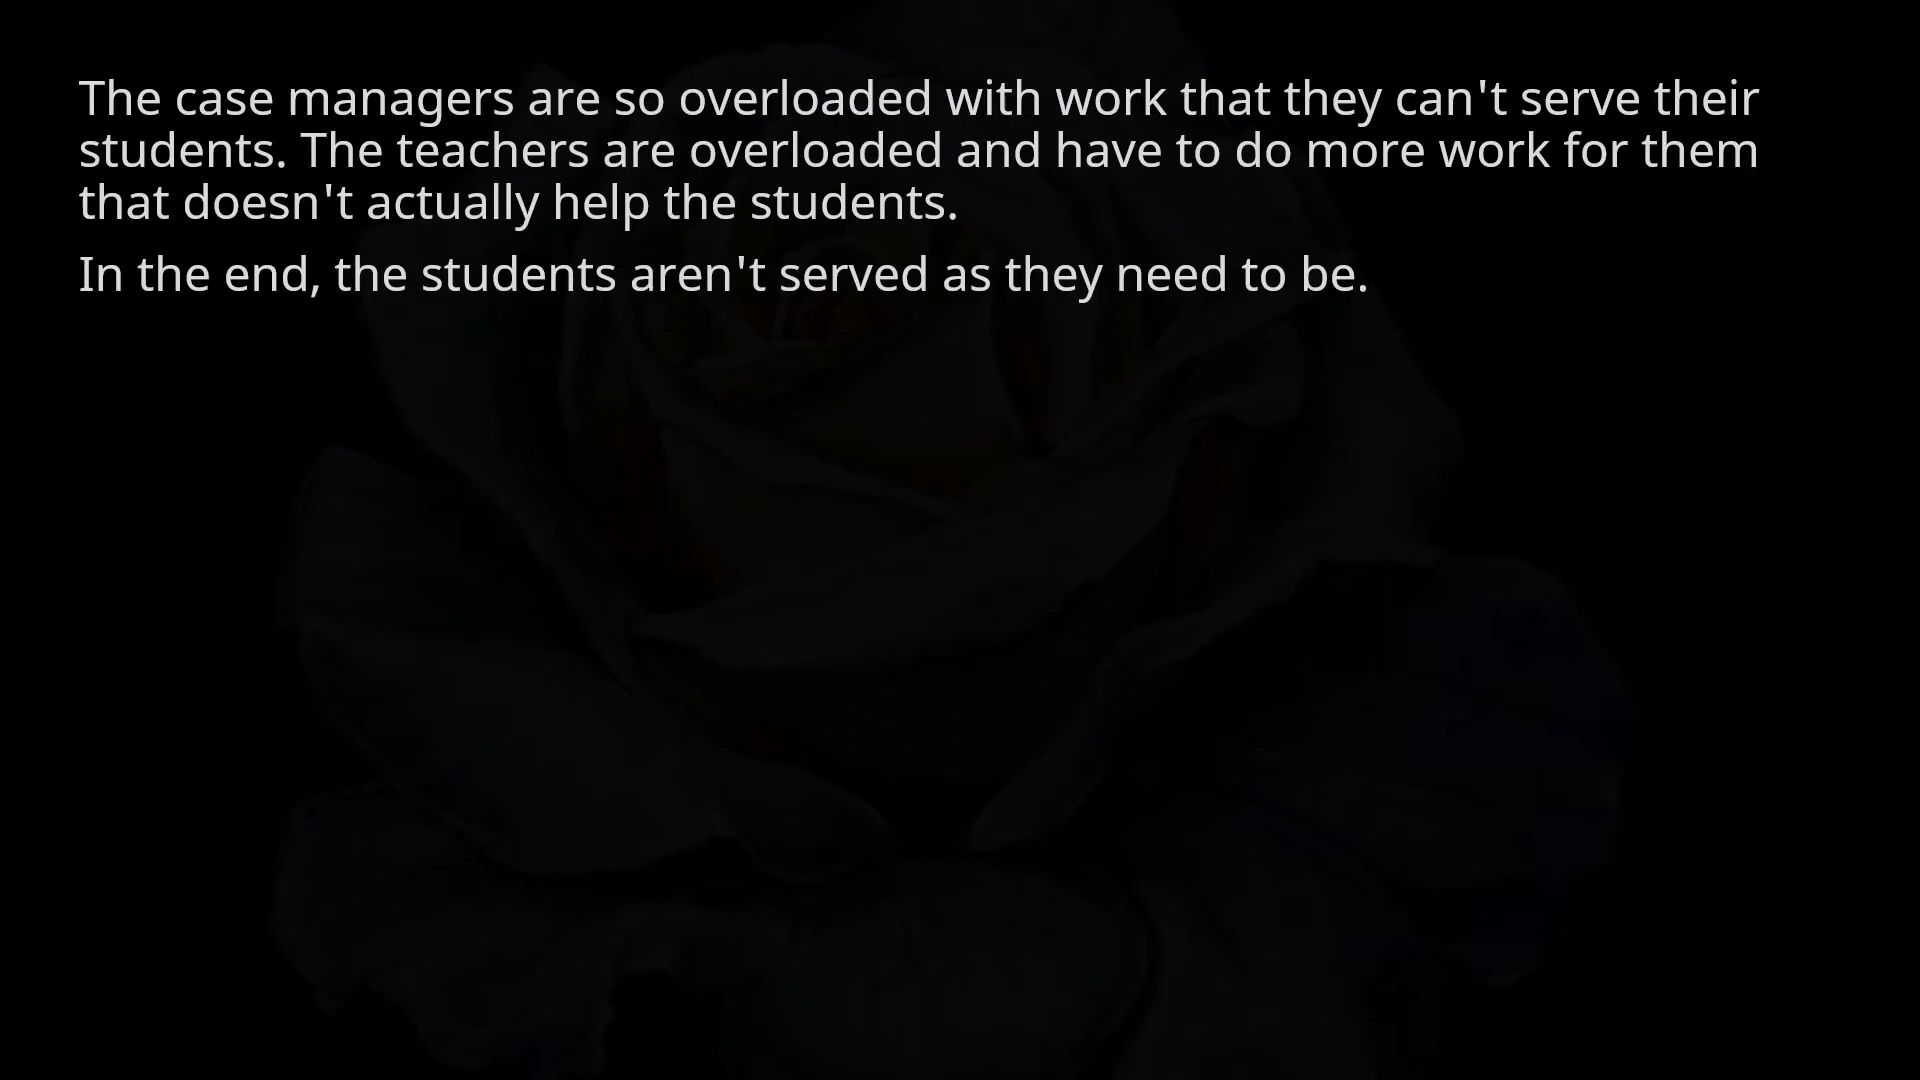 The case managers are so overloaded with work that they can't serve their
students. The teachers are overloaded and have to do more work for them
that doesn't actually help the students.
In the end, the students aren't served as they need to be.